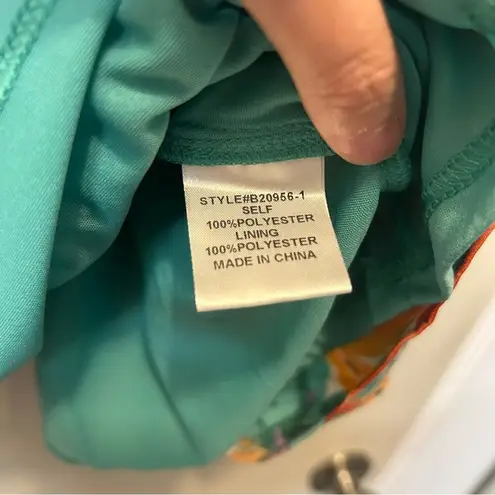 STYLE#B20956-1
SELF
100%POLYESTER
LINING
100%POLYESTER
MADE IN CHINA